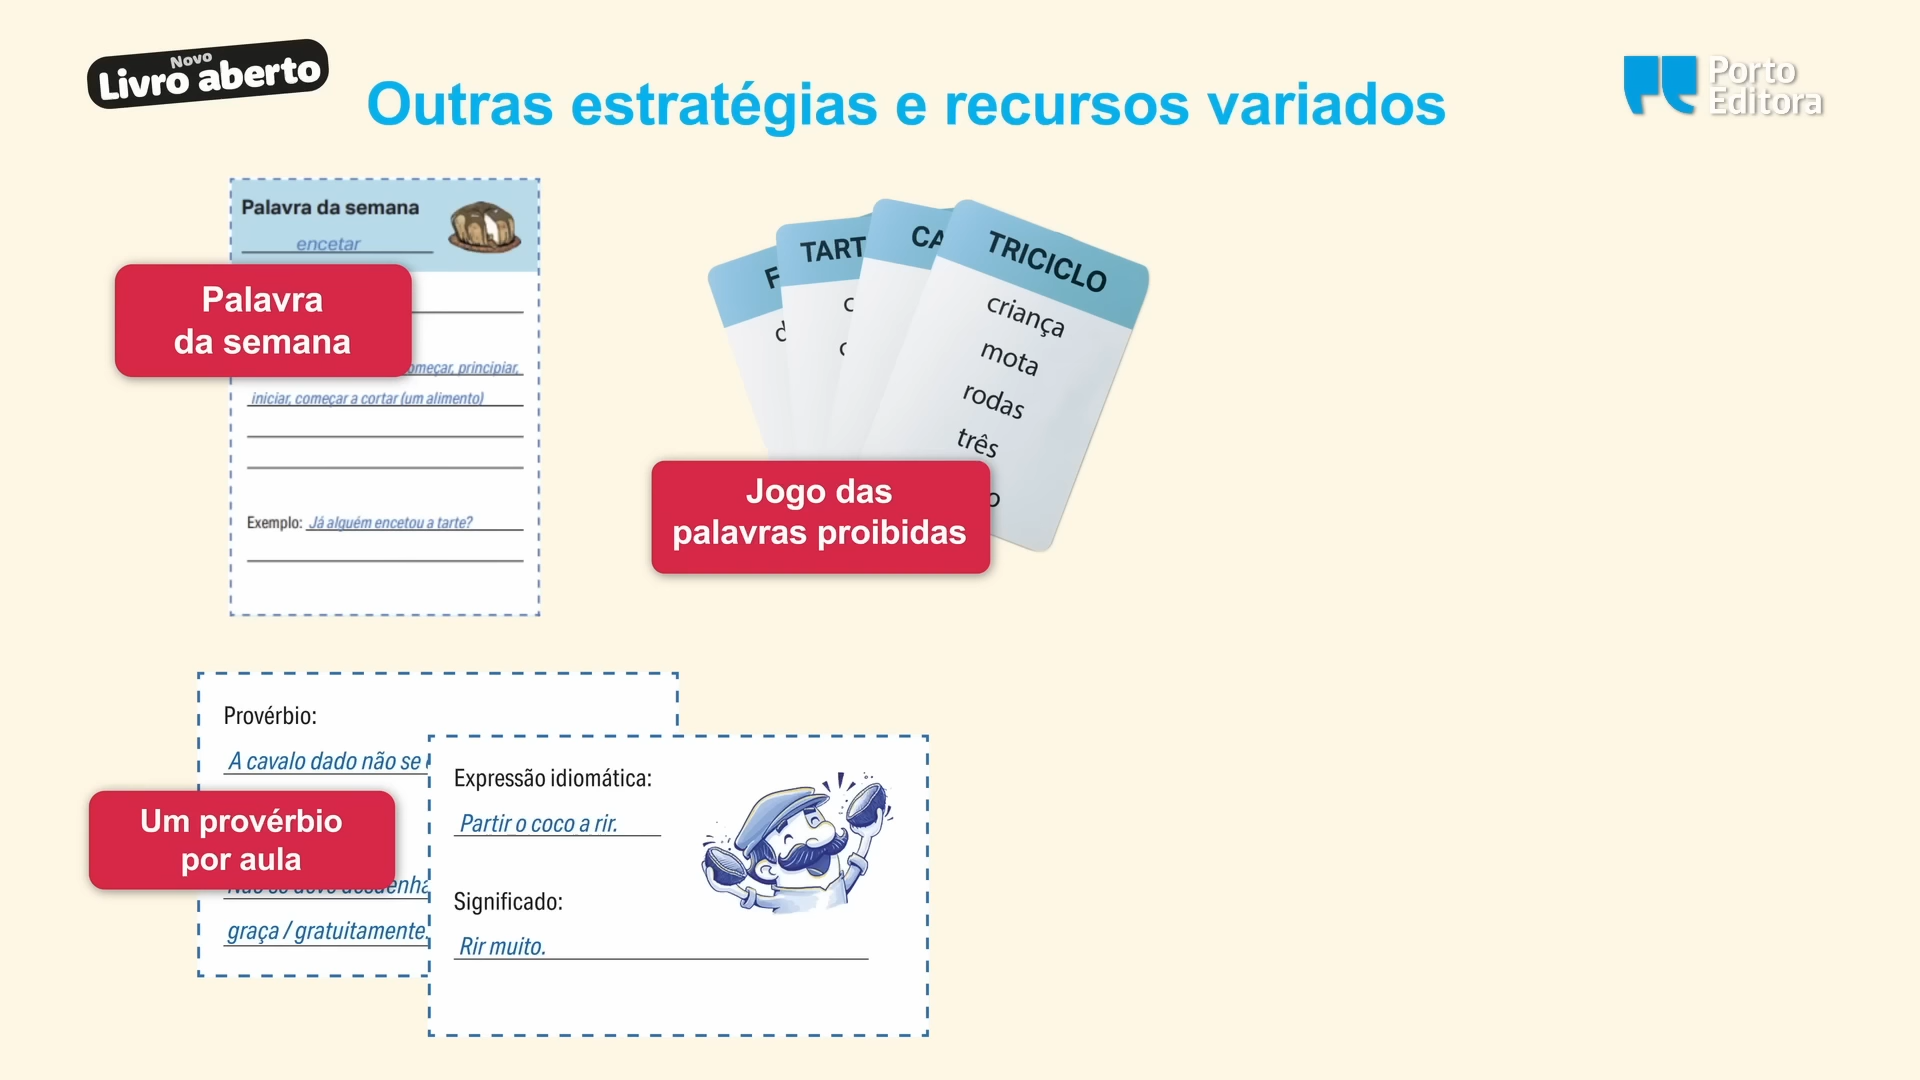 Novo
Livro aberto
Outras estratégias e recursos variados
Porto
Editora
Palavra da semana
encetar
Palavra
da semana
começar, principiar,
iniciar, começar a cortar (um alimento)
Exemplo: Já alguém encetou a tarte?
TART
CA
TRICICLO
criança
mota
rodas
três
Jogo das
palavras proibidas
Provérbio:
A cavalo dado não se
Um provérbio
por aula
graça / gratuitamente.
Expressão idiomática:
Partir o coco a rir.
Significado:
Rir muito.